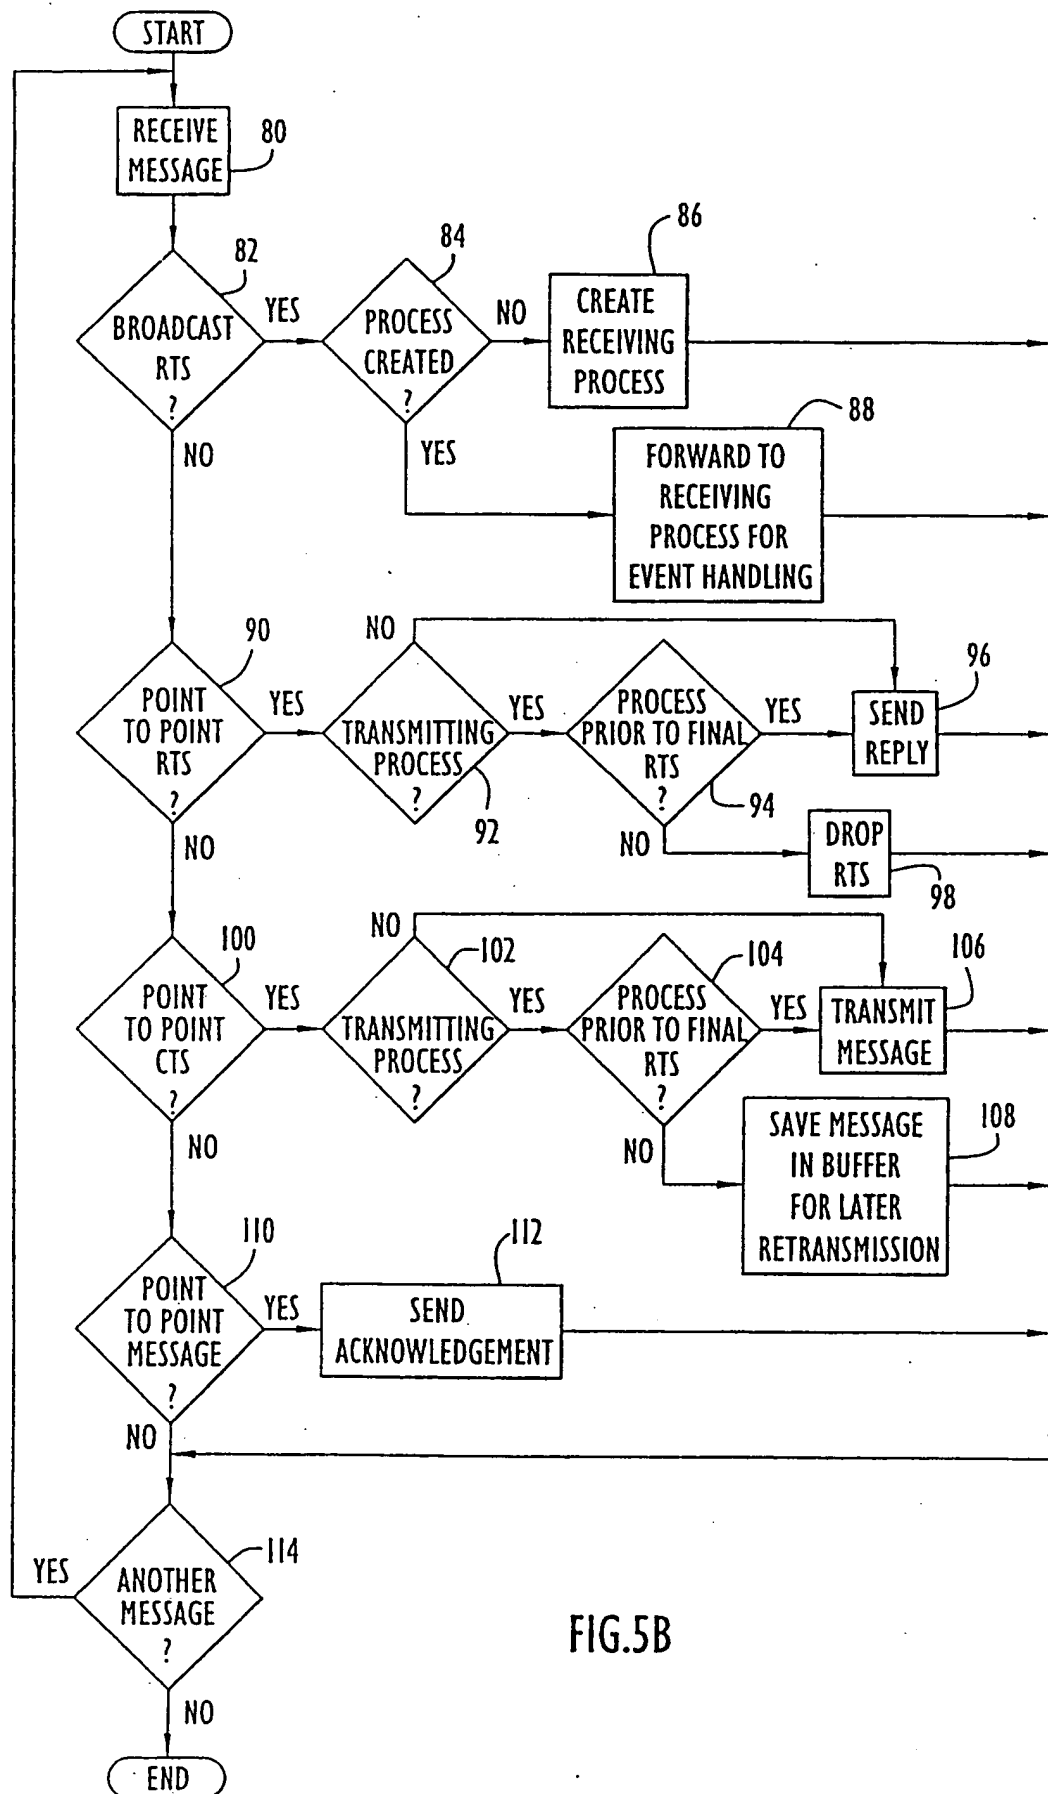 START
RECEIVE
MESSAGE
80
82
BROADCAST
RTS
?
YES
NO
84
PROCESS
CREATED
?
NO
YES
86
CREATE
RECEIVING
PROCESS
88
FORWARD TO
RECEIVING
PROCESS FOR
EVENT HANDLING
90
POINT
TO POINT
RTS
?
YES
NO
NO
TRANSMITTING
PROCESS
?
92
YES
PROCESS
PRIOR TO FINAL
RTS
?
94
YES
NO
96
SEND
REPLY
DROP
RTS
98
100
POINT
TO POINT
CTS
?
YES
NO
NO
102
TRANSMITTING
PROCESS
?
YES
104
PROCESS
PRIOR TO FINAL
RTS
?
YES
NO
106
TRANSMIT
MESSAGE
108
SAVE MESSAGE
IN BUFFER
FOR LATER
RETRANSMISSION
110
POINT
TO POINT
MESSAGE
?
YES
NO
112
SEND
ACKNOWLEDGEMENT
114
ANOTHER
MESSAGE
?
YES
NO
END
FIG.5B